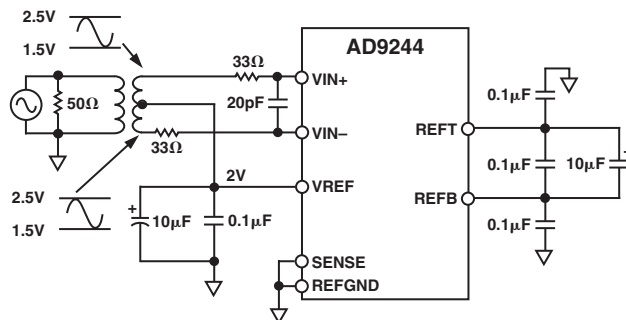 2.5V
1.5V
AD9244
33Ω
VIN+
50Ω
20pF
0.1µF
REFT
VIN–
33Ω
0.1µF
10µF
+
2.5V
1.5V
2V
VREF
REFB
+
10µF
0.1µF
0.1µF
SENSE
REFGND